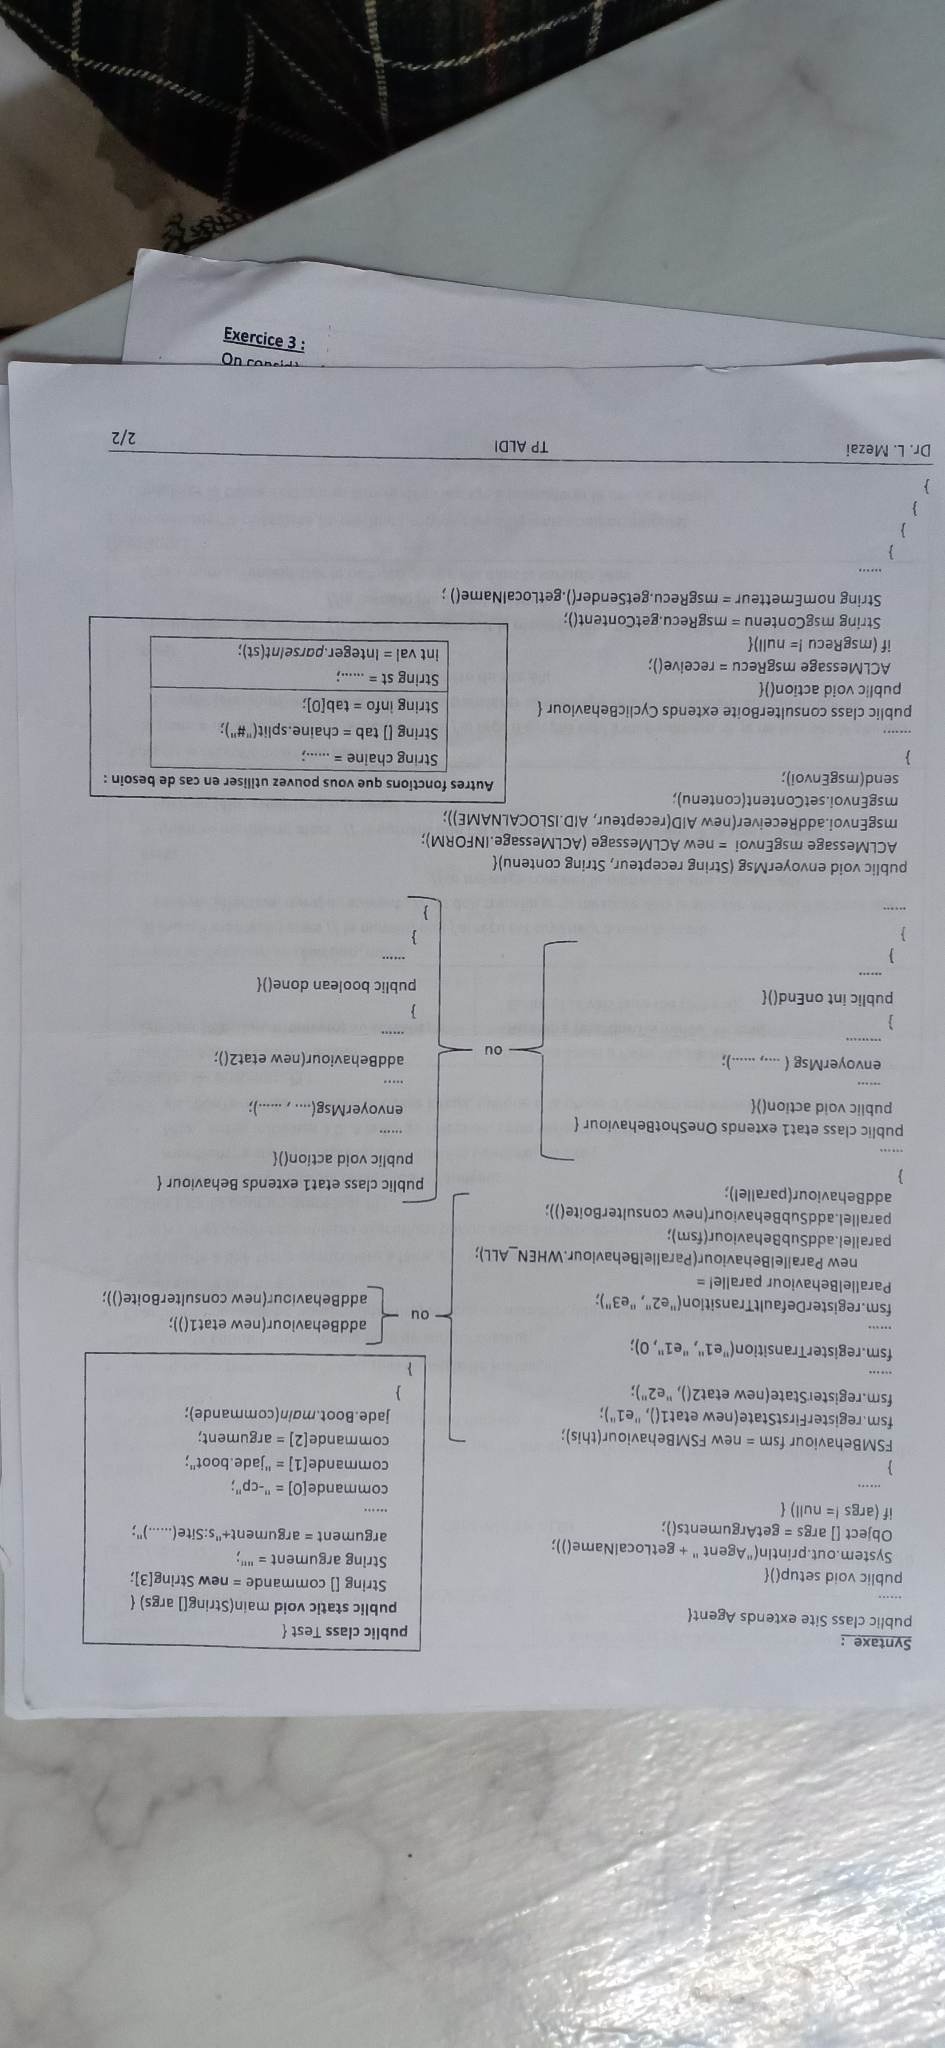 Syntaxe :
public class Site extends Agent{
......
public void setup(){
System.out.println("Agent " + getLocalName());
Object [] args = getArguments();
if (args != null) {
......
}
FSMBehaviour fsm = new FSMBehaviour(this);
fsm.registerFirstState(new etat1(), "e1");
fsm.registerState(new etat2(), "e2");
......
fsm.registerTransition("e1", "e1", 0);
......
fsm.registerDefaultTransition("e2", "e3");
ParallelBehaviour parallel =
new ParallelBehaviour(ParallelBehaviour.WHEN_ALL);
parallel.addSubBehaviour(fsm);
parallel.addSubBehaviour(new consulterBoite());
addBehaviour(parallel);
}
......
public class Test {
public static void main(String[] args) {
String [] commande = new String[3];
String argument = "";
argument = argument+"s:Site(......)";
......
commande[0] = "-cp";
commande[1] = "jade.boot";
commande[2] = argument;
jade.Boot.main(commande);
}
}
ou
addBehaviour(new etat1());
addBehaviour(new consulterBoite());
public class etat1 extends OneShotBehaviour {
public void action(){
......
envoyerMsg ( ...., ......);
.........
}
public int onEnd(){
......
}
}
......
ou
public class etat1 extends Behaviour {
public void action(){
......
envoyerMsg(.... , ......);
.....
addBehaviour(new etat2();
......
}
public boolean done(){
......
}
}
public void envoyerMsg (String recepteur, String contenu){
ACLMessage msgEnvoi = new ACLMessage (ACLMessage.INFORM);
msgEnvoi.addReceiver(new AID(recepteur, AID.ISLOCALNAME));
msgEnvoi.setContent(contenu);
send(msgEnvoi);
}
.......
public class consulterBoite extends CyclicBehaviour {
public void action(){
ACLMessage msgRecu = receive();
if (msgRecu != null){
String msgContenu = msgRecu.getContent();
String nomEmetteur = msgRecu.getSender().getLocalName() ;
......
}
}
}
}
Autres fonctions que vous pouvez utiliser en cas de besoin :
String chaine = ......;
String [] tab = chaine.split("#");
String info = tab[0];
String st = ......;
int val = Integer.parseInt(st);
Dr. L. Mezai
TP ALDI
2/2
Exercice 3 :
On